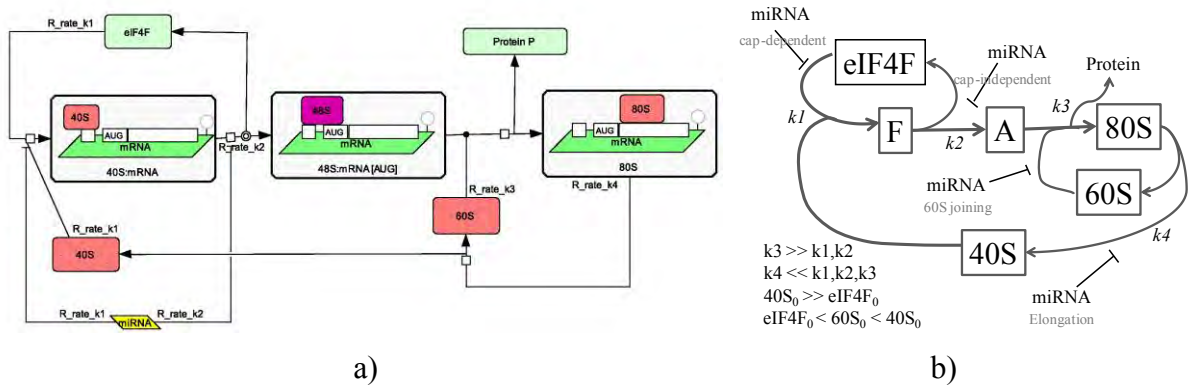 R_rate_k1
eIF4F
Protein P
40S
AUG
mRNA
40S:mRNA
R_rate_k2
48S
AUG
mRNA
48S:mRNA[AUG]
80S
AUG
mRNA
80S
R_rate_k3
R_rate_k4
60S
R_rate_k1
40S
R_rate_k1
miRNA
R_rate_k2
a)
miRNA
cap-dependent
eIF4F
miRNA
cap-independent
Protein
k1
F
k2
A
k3
80S
miRNA
60S joining
60S
k4
40S
k3 >> k1,k2
k4 << k1,k2,k3
40S₀ >> eIF4F₀
eIF4F₀ < 60S₀ < 40S₀
miRNA
Elongation
b)